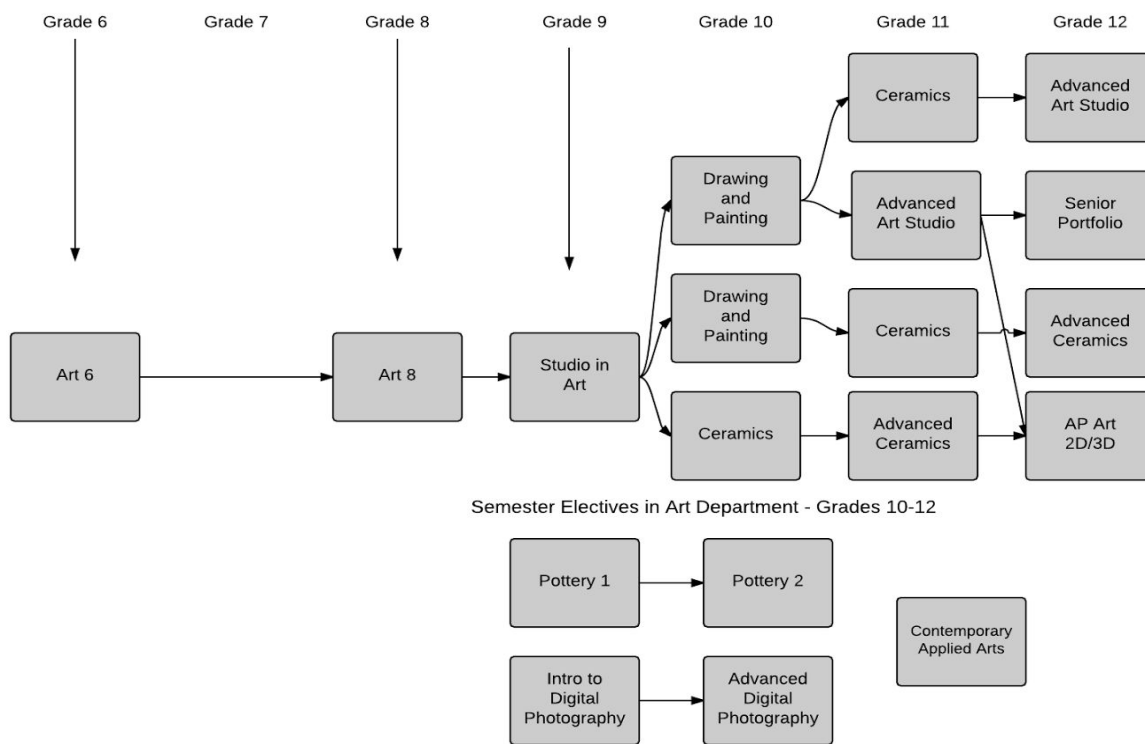 Grade 6
Grade 7
Grade 8
Grade 9
Grade 10
Grade 11
Grade 12
Ceramics
Advanced
Art Studio
Drawing
and
Painting
Advanced
Art Studio
Senior
Portfolio
Drawing
and
Painting
Ceramics
Advanced
Ceramics
Art 6
Art 8
Studio in
Art
Ceramics
Advanced
Ceramics
AP Art
2D/3D
Semester Electives in Art Department - Grades 10-12
Pottery 1
Pottery 2
Contemporary
Applied Arts
Intro to
Digital
Photography
Advanced
Digital
Photography